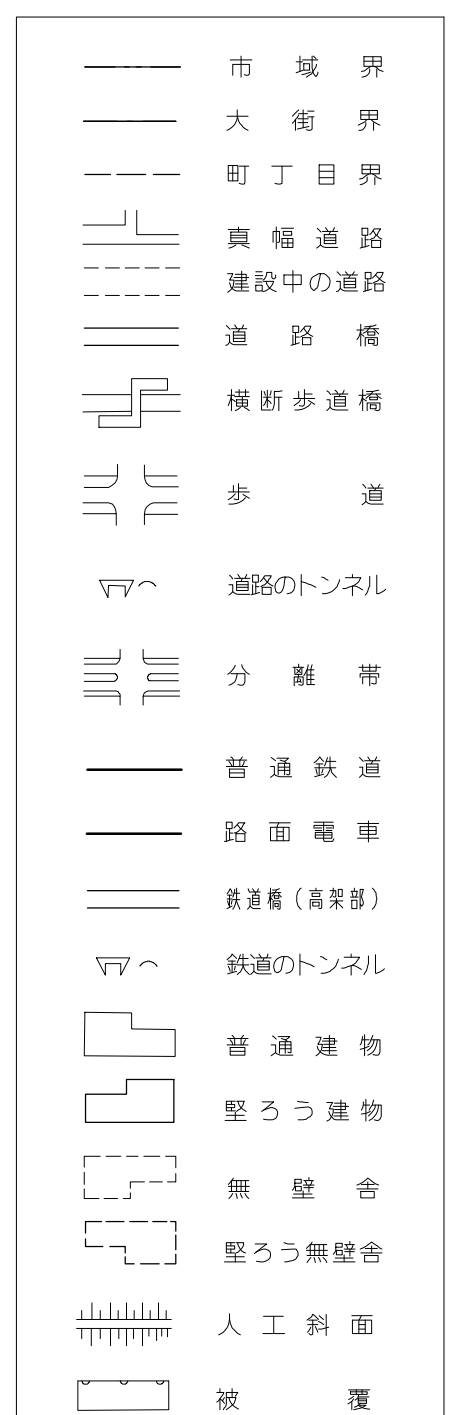 市域界
大街界
町丁目界
真幅道路
建設中の道路
道路橋
横断歩道橋
歩道
道路のトンネル
分離帯
普通鉄道
路面電車
鉄道橋（高架部）
鉄道のトンネル
普通建物
堅ろう建物
無壁舎
堅ろう無壁舎
人工斜面
被覆